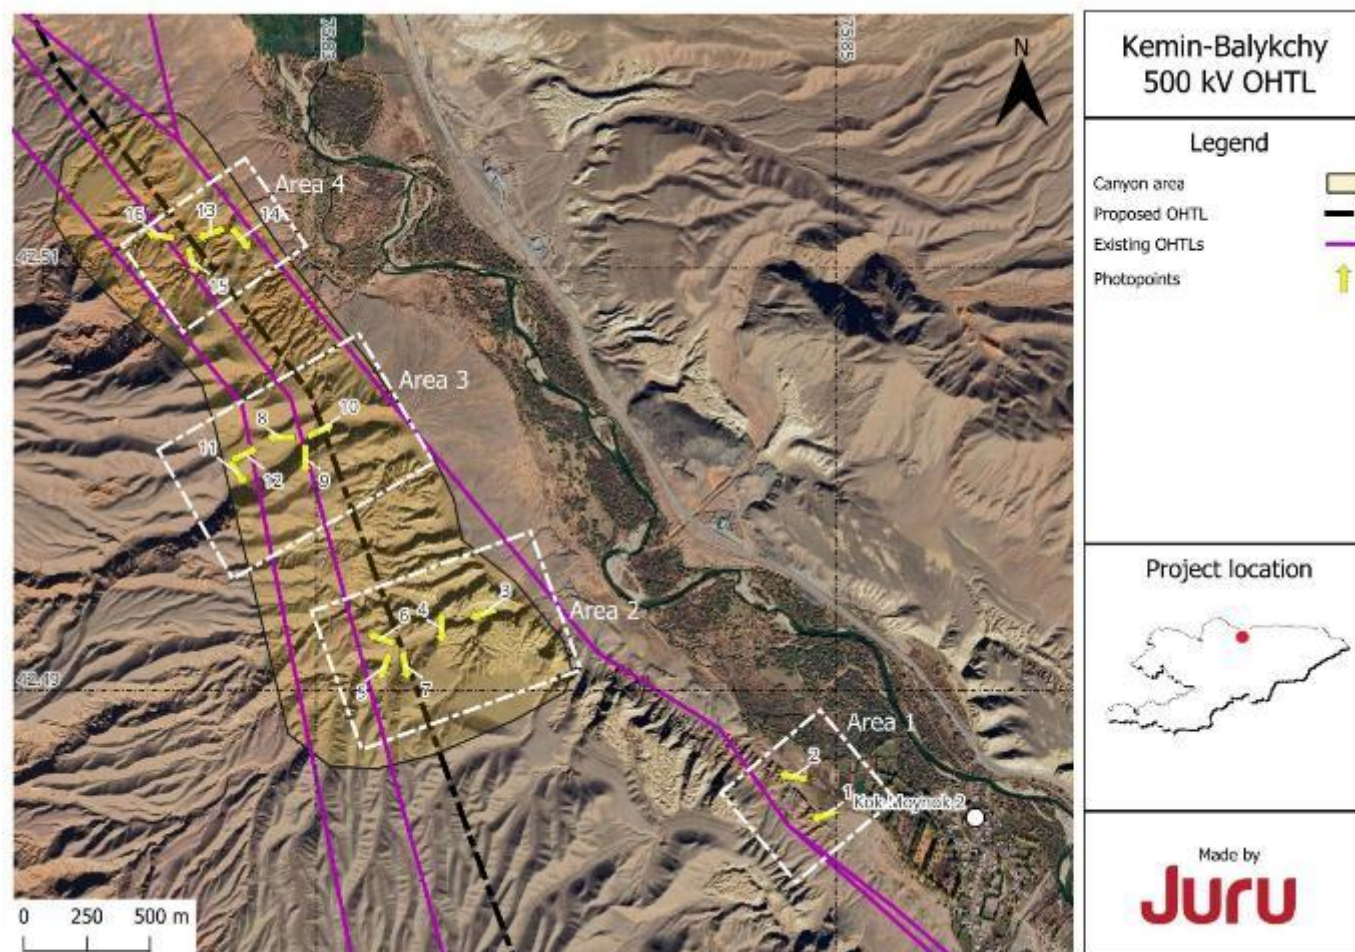 Kemin-Balykchy
500 kV OHTL
Legend
Canyon area
Proposed OHTL
Existing OHTLs
Photopoints
Project location
Made by
Juru
N
75.83
75.85
42.51
42.49
Area 4
16
13
14
15
Area 3
8
10
11
12
9
Area 2
3
4
6
5
7
Area 1
2
1
Kok Moynok 2
0 250 500 m